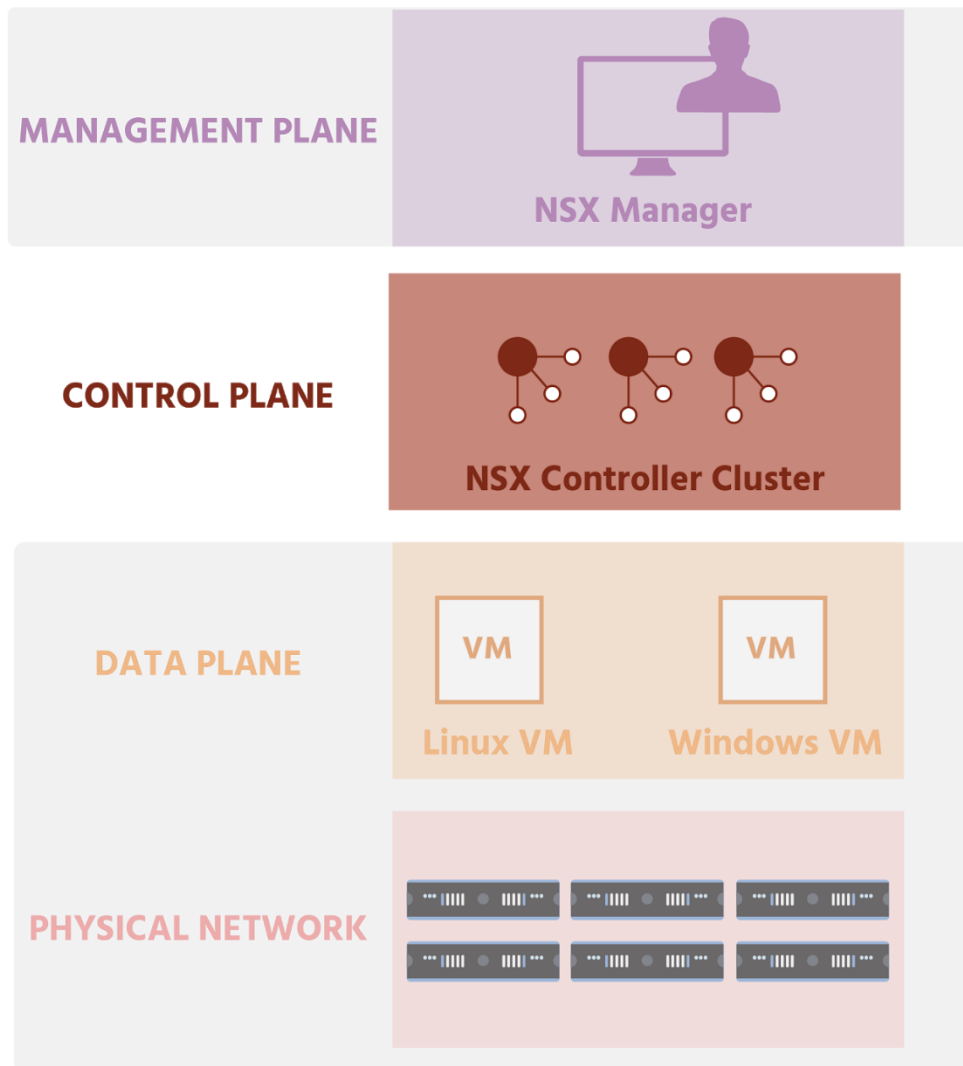 MANAGEMENT PLANE
NSX Manager
CONTROL PLANE
NSX Controller Cluster
DATA PLANE
VM
VM
Linux VM
Windows VM
PHYSICAL NETWORK